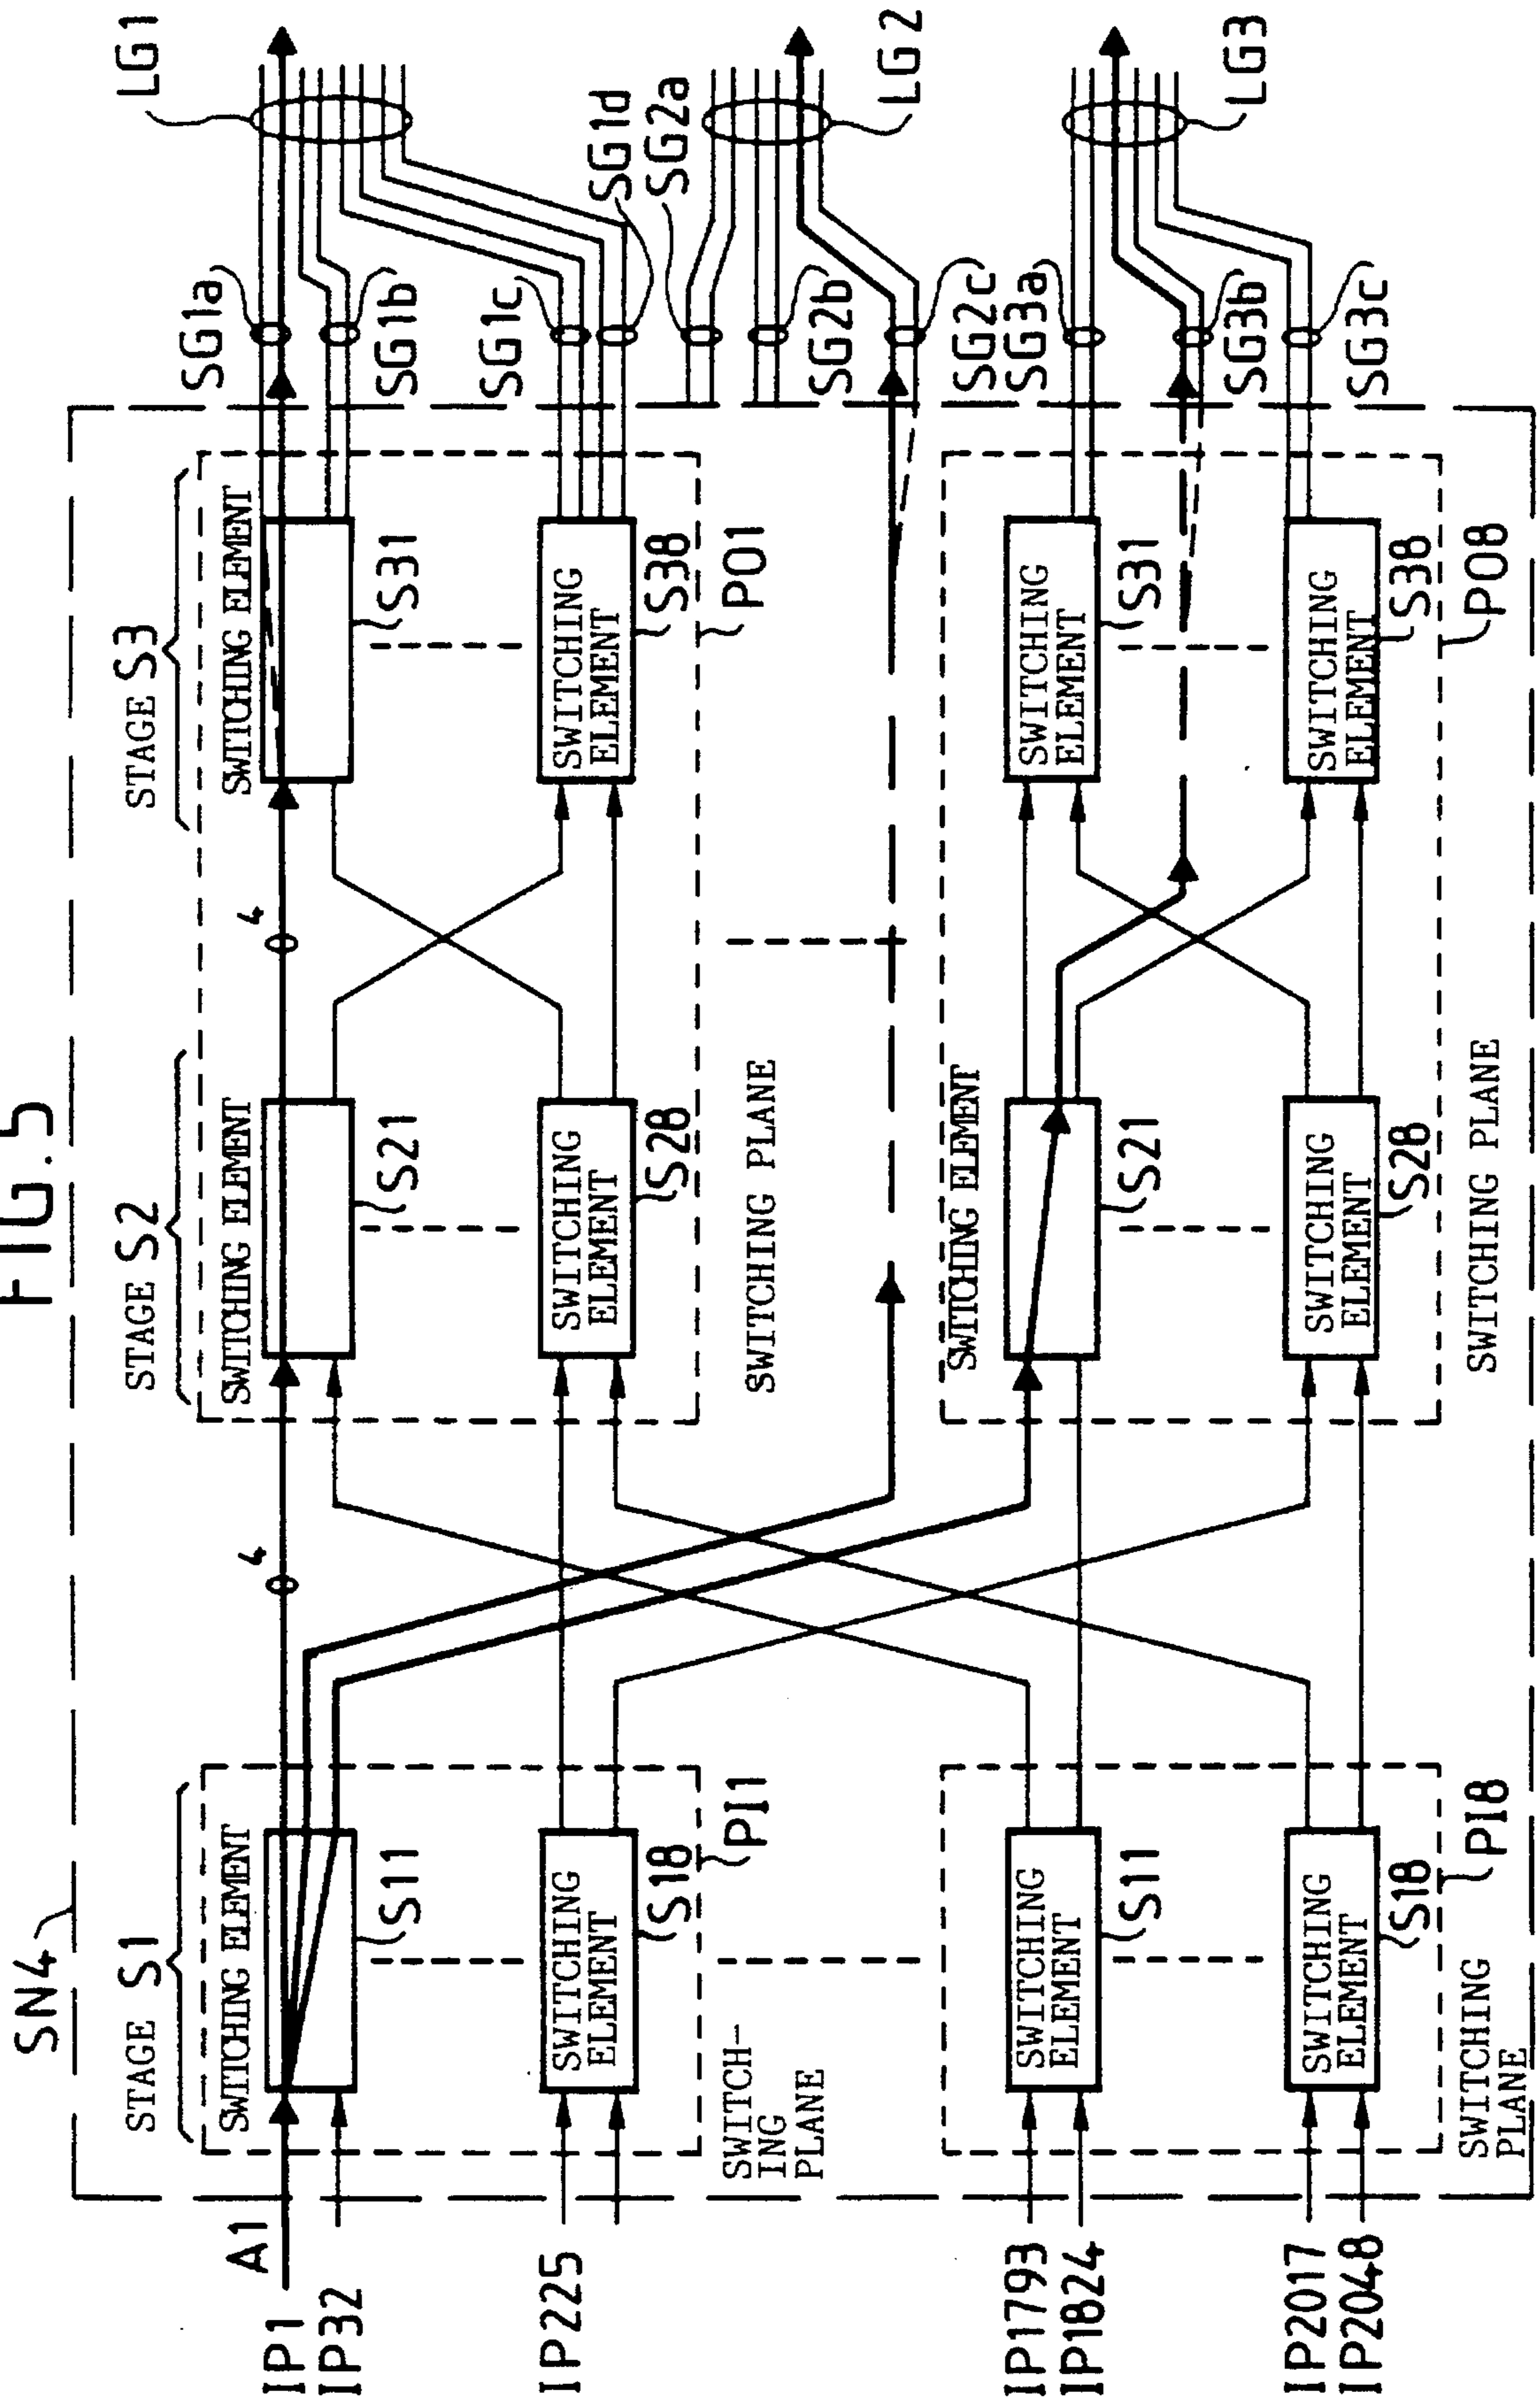 FIG.5
SN4
STAGE S1
STAGE S2
STAGE S3
A1
IP1
IP32
IP225
IP1793
IP1824
IP2017
IP2048
SWITCHING ELEMENT
S11
SWITCHING
ELEMENT
S18
PI1
SWITCH-
ING
PLANE
SWITCHING
ELEMENT
S11
SWITCHING
ELEMENT
S18
PI8
SWITCHING
PLANE
4
SWITCHING ELEMENT
S21
SWITCHING
ELEMENT
S28
SWITCHING PLANE
SWITCHING ELEMENT
S21
SWITCHING
ELEMENT
S28
SWITCHING PLANE
4
SWITCHING ELEMENT
S31
SWITCHING
ELEMENT
S38
PO1
SWITCHING
ELEMENT
S31
SWITCHING
ELEMENT
S38
PO8
SG1a
SG1b
SG1c
SG1d
SG2a
SG2b
SG2c
SG3a
SG3b
SG3c
LG1
LG2
LG3